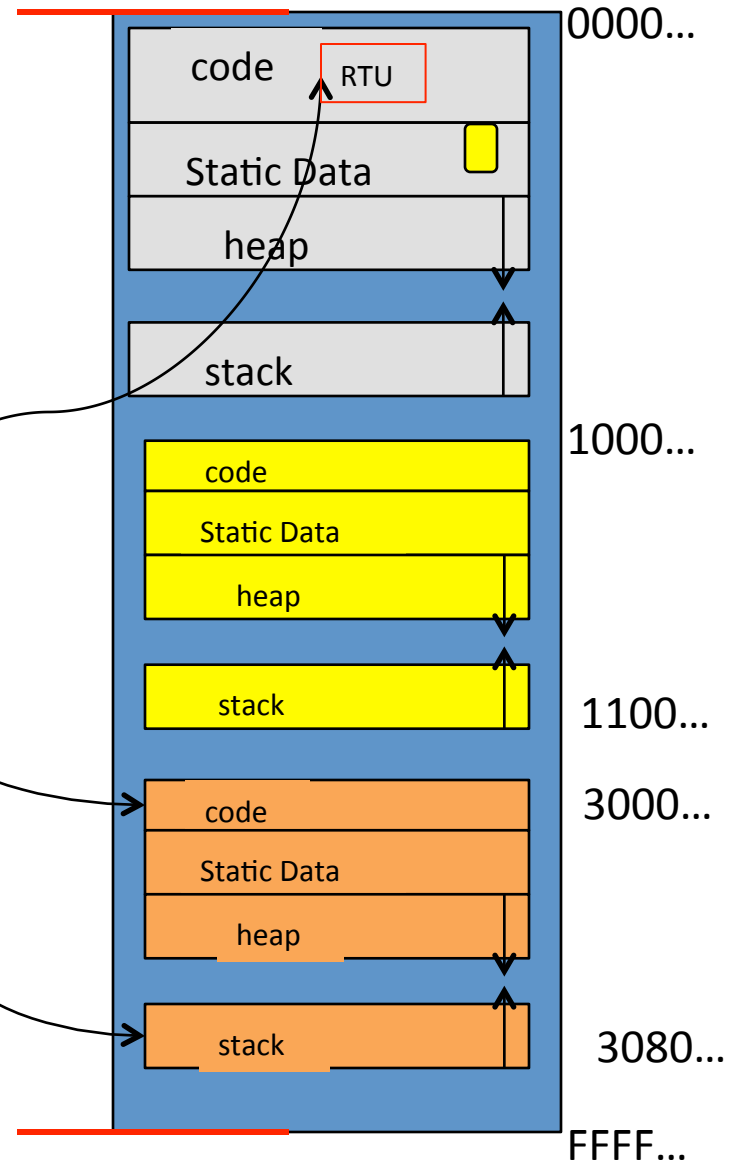 0000...
code
RTU
Static Data
heap
stack
1000...
code
Static Data
heap
stack
1100...
3000...
code
Static Data
heap
stack
3080...
FFFF...